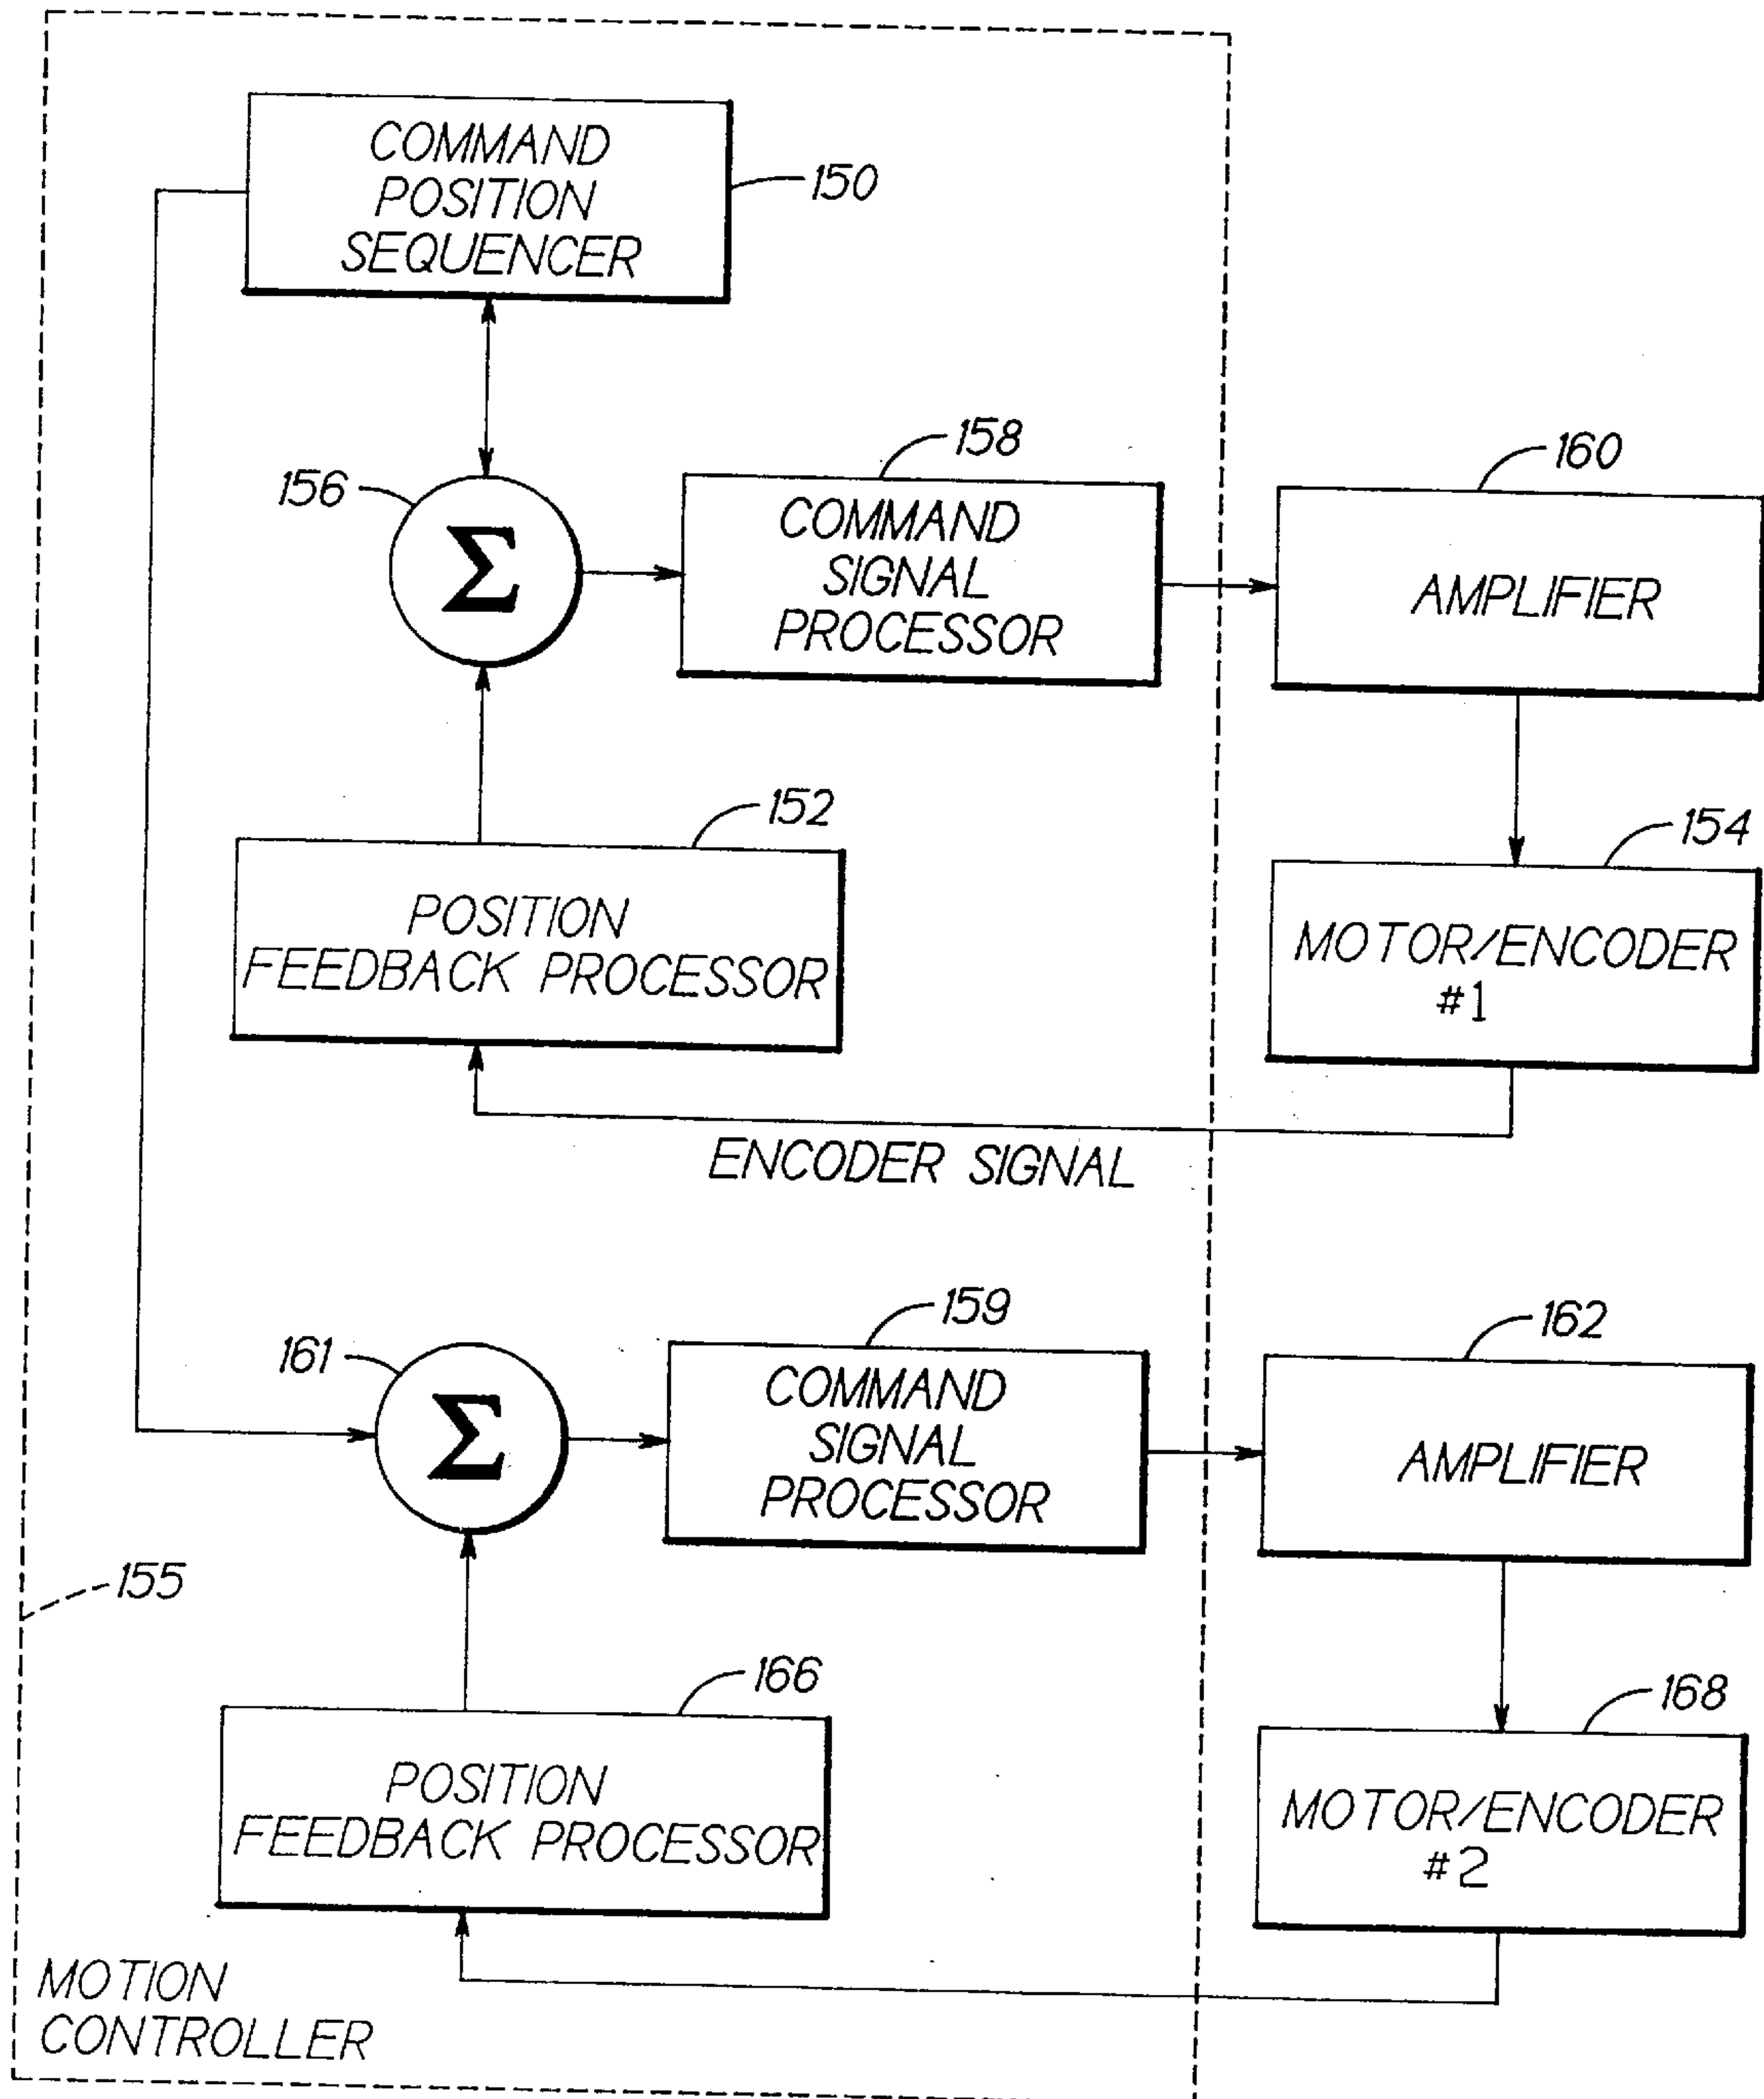 COMMAND
POSITION
SEQUENCER
150
156
Σ
158
COMMAND
SIGNAL
PROCESSOR
160
AMPLIFIER
152
POSITION
FEEDBACK PROCESSOR
154
MOTOR/ENCODER
#1
ENCODER SIGNAL
161
Σ
159
COMMAND
SIGNAL
PROCESSOR
162
AMPLIFIER
155
166
POSITION
FEEDBACK PROCESSOR
168
MOTOR/ENCODER
#2
MOTION
CONTROLLER